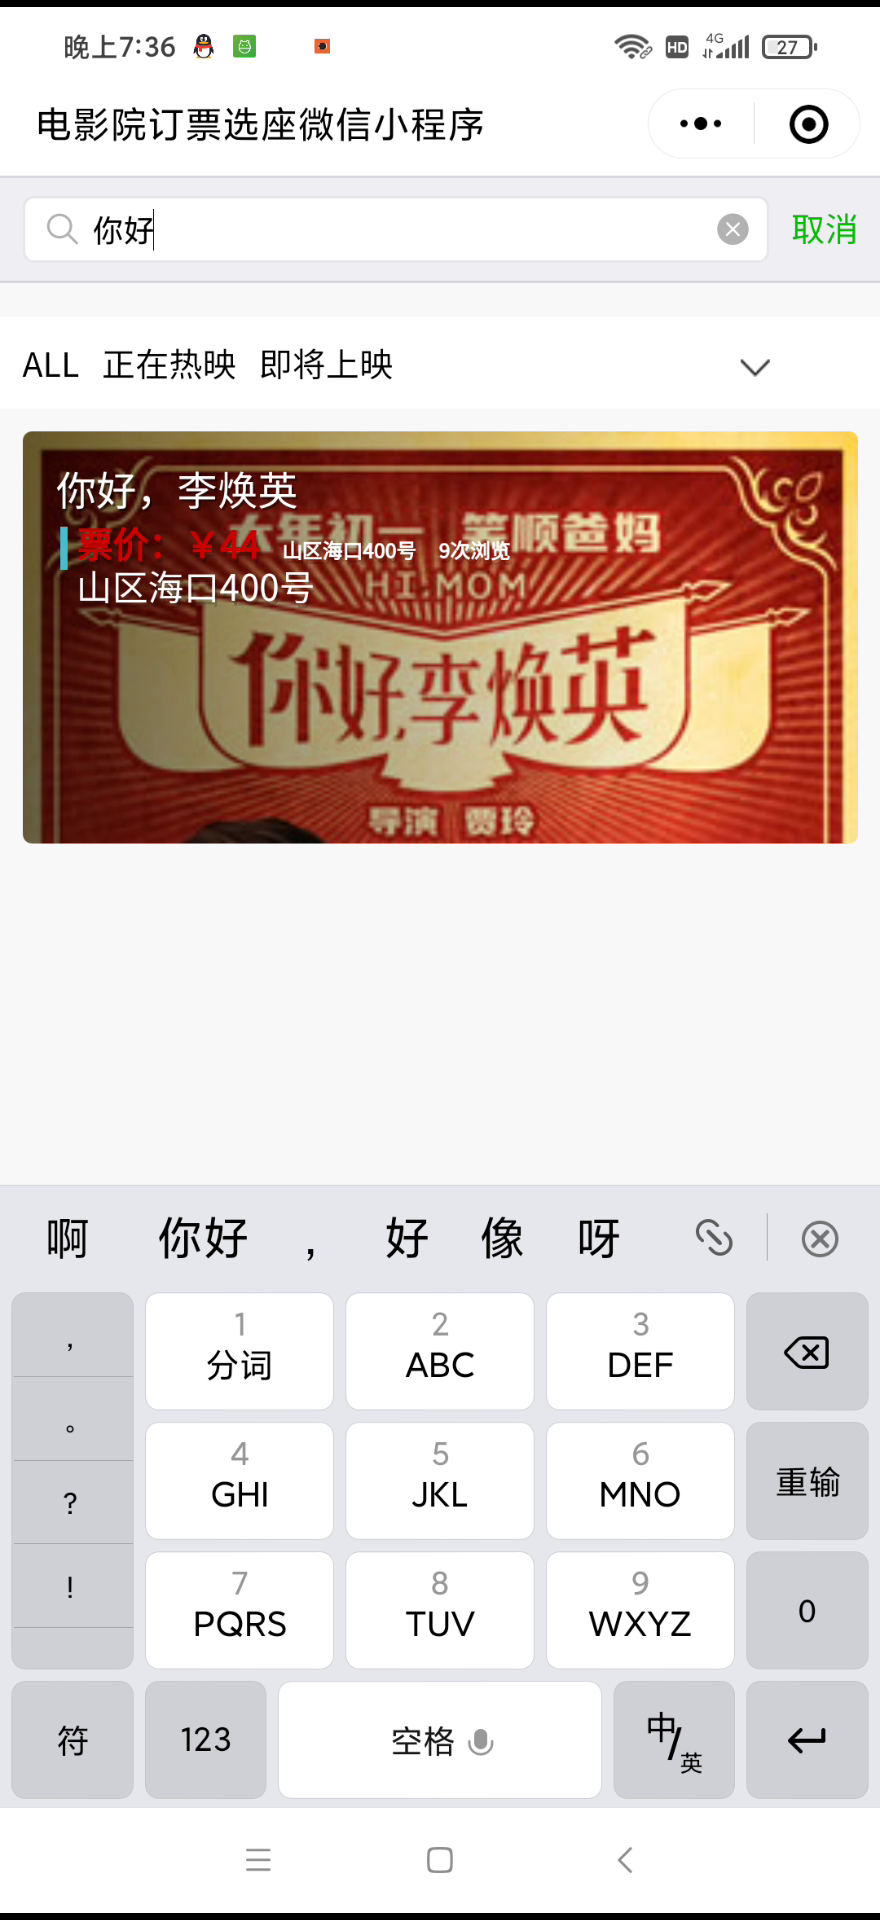 晚上7:36 HD 4G 27
电影院订票选座微信小程序
你好 取消
ALL 正在热映 即将上映
你好，李焕英
大年初一 笑顺爸妈
票价：￥44 山区海口400号 9次浏览
山区海口400号
HI,MOM
你好,李焕英
导演 贾玲
啊 你好 ， 好 像 呀
， 1 2 3
分词 ABC DEF
。 4 5 6
? GHI JKL MNO 重输
! 7 8 9
PQRS TUV WXYZ 0
符 123 空格 中/英